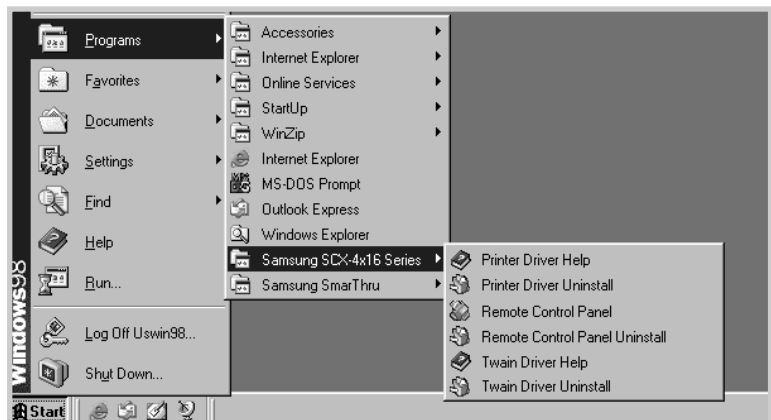 Programs
Favorites
Documents
Settings
Find
Help
Run...
Log Off Uswin98...
Shut Down...
Windows98
Start
Accessories
Internet Explorer
Online Services
StartUp
WinZip
Internet Explorer
MS-DOS Prompt
Outlook Express
Windows Explorer
Samsung SCX-4x16 Series
Samsung SmarThru
Printer Driver Help
Printer Driver Uninstall
Remote Control Panel
Remote Control Panel Uninstall
Twain Driver Help
Twain Driver Uninstall